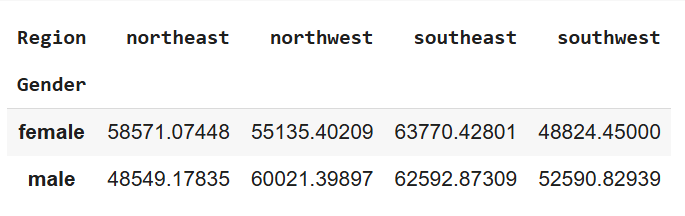 Region northeast northwest southeast southwest
Gender
female 58571.07448 55135.40209 63770.42801 48824.45000
male 48549.17835 60021.39897 62592.87309 52590.82939